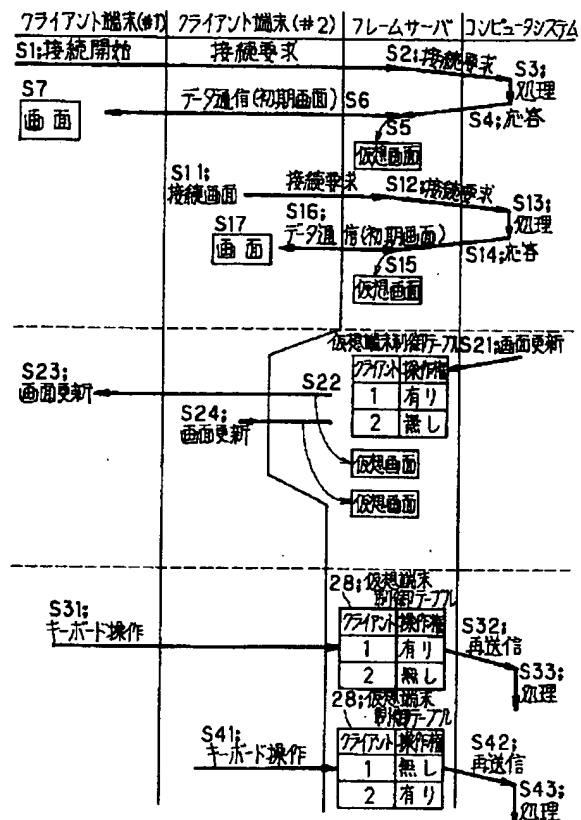 クライアント端末(#1) クライアント端末(#2) フレームサーバ コンピュータシステム
S1;接続開始 接続要求 S2;接続要求 S3;
処理
S7 データ通信(初期画面) S6 S4;応答
画面 S5
仮想画面
S11; 接続要求 S12;接続要求 S13;
接続画面 処理
S17 S16; S14;応答
画面 データ通信(初期画面)
S15
仮想画面
仮想端末制御テーブル S21;画面更新
S23; S22 クライアント 操作権
画面更新 1 有り
S24; 2 無し
画面更新
仮想画面
仮想画面
28;仮想端末
制御テーブル
S31; クライアント 操作権 S32;
キーボード操作 1 有り 再送信
2 無し S33;
処理
28;仮想端末
制御テーブル
S41; クライアント 操作権 S42;
キーボード操作 1 無し 再送信
2 有り S43;
処理